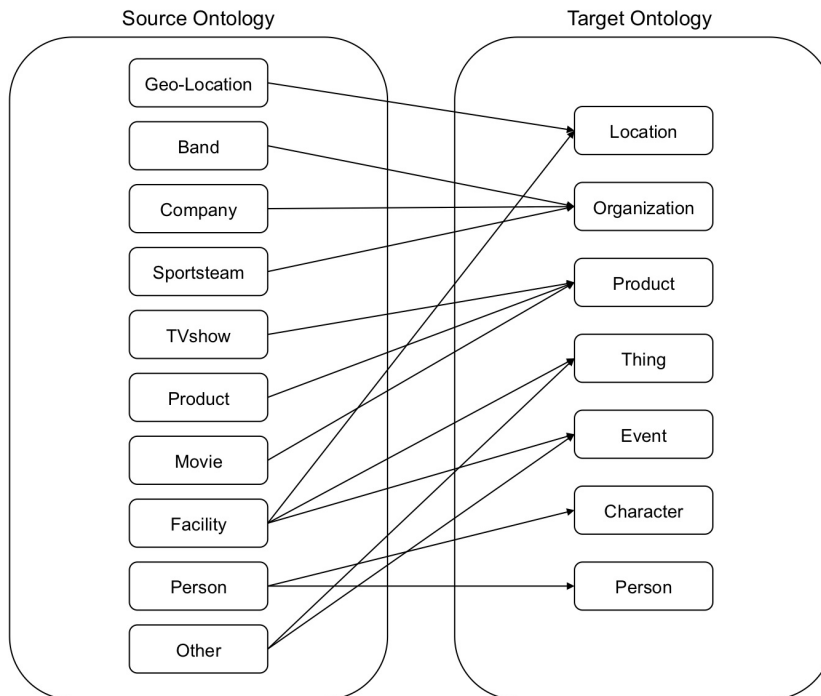 Source Ontology
Target Ontology
Geo-Location
Band
Company
Sportsteam
TVshow
Product
Movie
Facility
Person
Other
Location
Organization
Product
Thing
Event
Character
Person